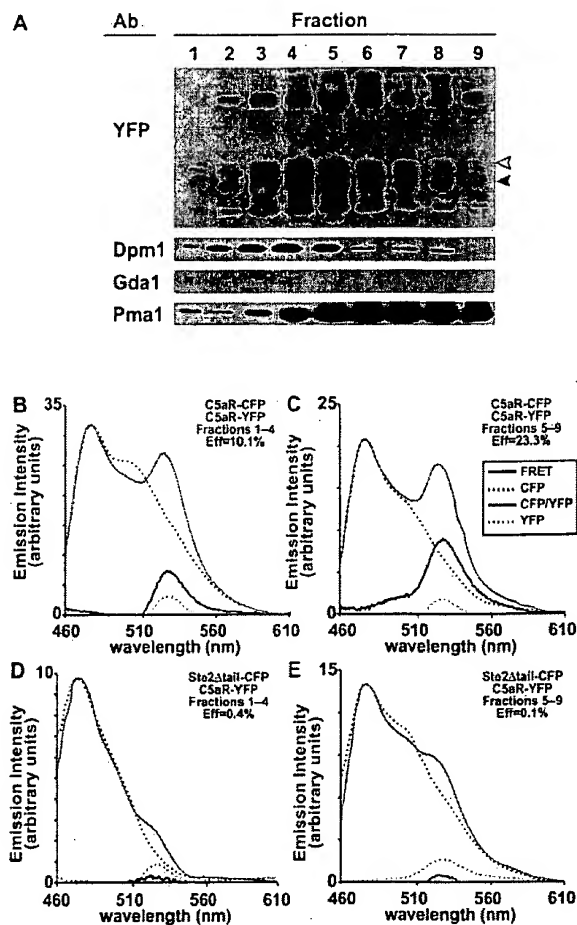 A
Ab
Fraction
1 2 3 4 5 6 7 8 9
YFP
Dpm1
Gda1
Pma1
B
C5aR-CFP
C5aR-YFP
Fractions 1–4
Eff=10.1%
35
0
Emission Intensity
(arbitrary units)
460 510 560 610
wavelength (nm)
C
C5aR-CFP
C5aR-YFP
Fractions 5–9
Eff=23.3%
25
0
Emission Intensity
(arbitrary units)
FRET
CFP
CFP/YFP
YFP
460 510 560 610
wavelength (nm)
D
Ste2Δtail-CFP
C5aR-YFP
Fractions 1–4
Eff=0.4%
10
0
Emission Intensity
(arbitrary units)
460 510 560 610
wavelength (nm)
E
Ste2Δtail-CFP
C5aR-YFP
Fractions 5–9
Eff=0.1%
15
0
Emission Intensity
(arbitrary units)
460 510 560 610
wavelength (nm)